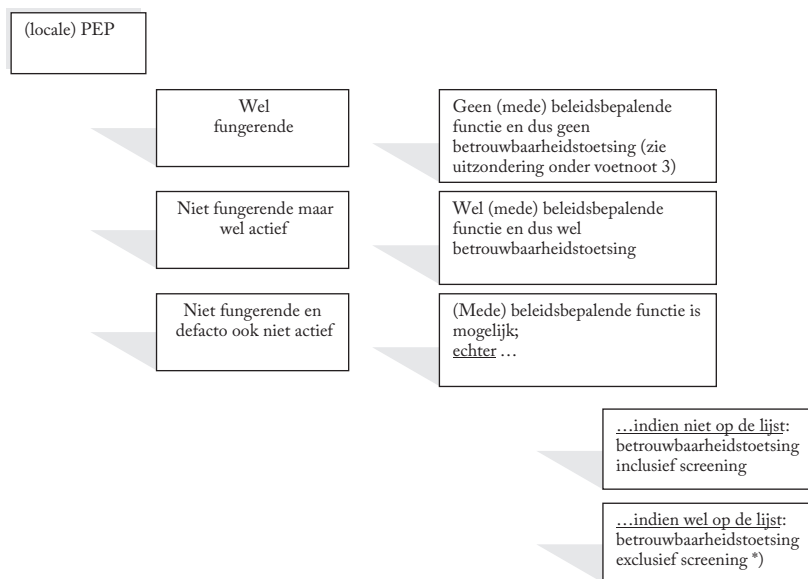 (locale) PEP
Wel
fungerende
Geen (mede) beleidsbepalende
functie en dus geen
betrouwbaarheidstoetsing (zie
uitzondering onder voetnoot 3)
Niet fungerende maar
wel actief
Wel (mede) beleidsbepalende
functie en dus wel
betrouwbaarheidstoetsing
Niet fungerende en
defacto ook niet actief
(Mede) beleidsbepalende functie is
mogelijk;
echter …
…indien niet op de lijst:
betrouwbaarheidstoetsing
inclusief screening
…indien wel op de lijst:
betrouwbaarheidstoetsing
exclusief screening *)